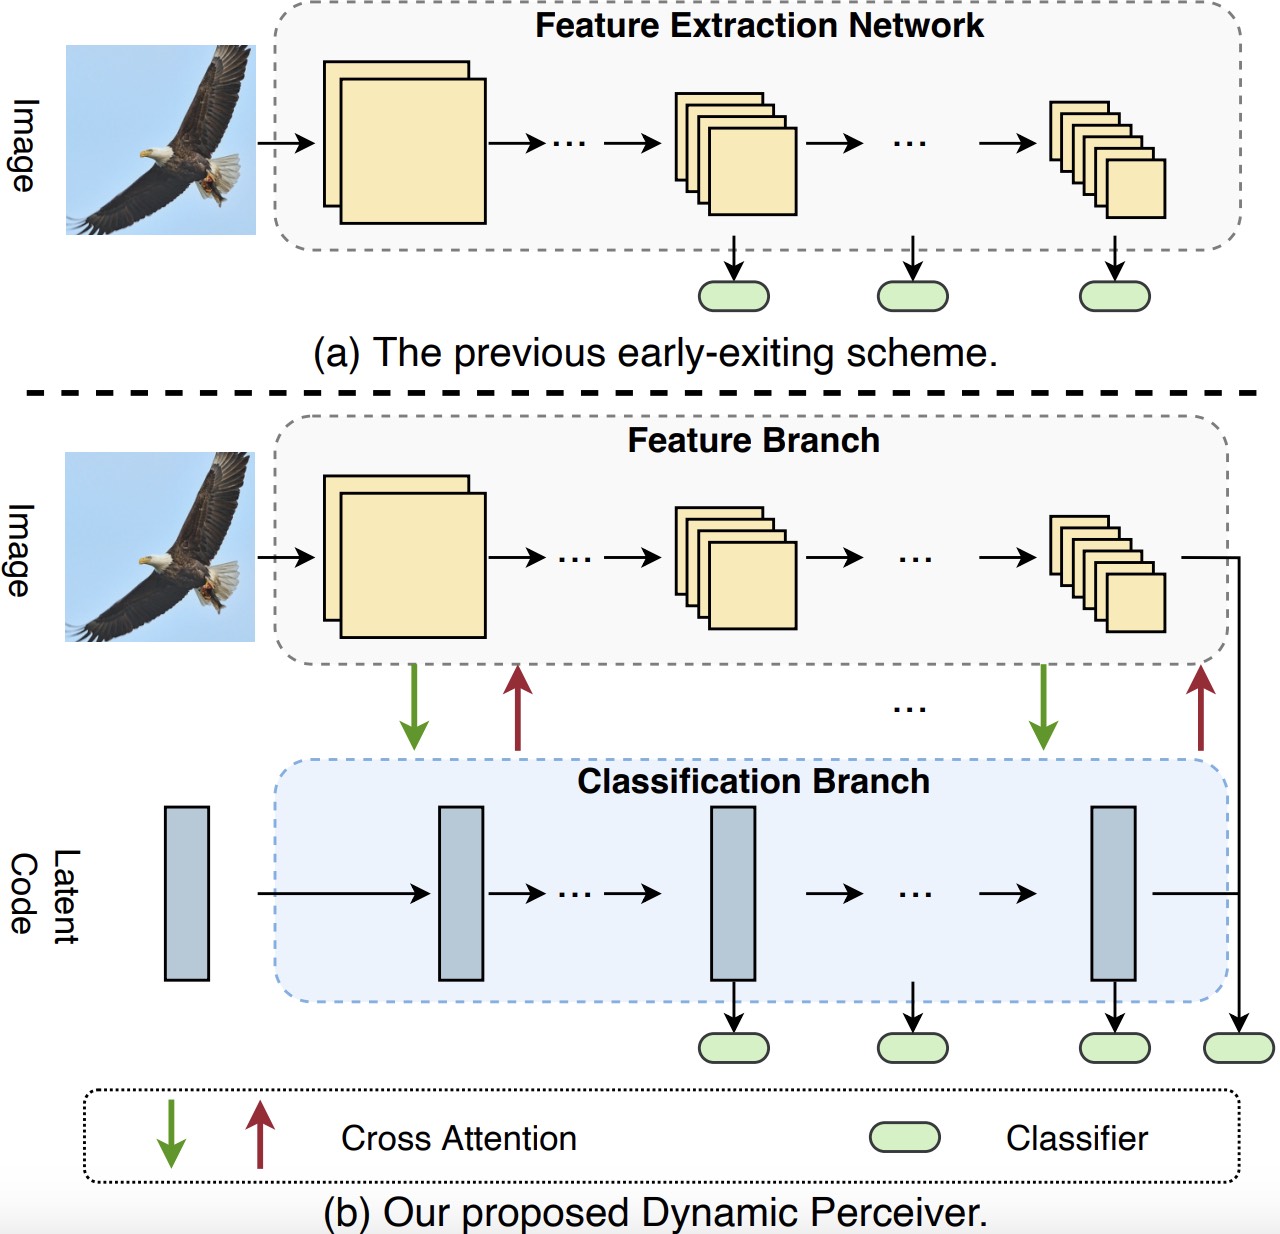 Feature Extraction Network
Image
...
...
(a) The previous early-exiting scheme.
Feature Branch
Image
...
...
...
Classification Branch
Latent
Code
...
...
Cross Attention
Classifier
(b) Our proposed Dynamic Perceiver.